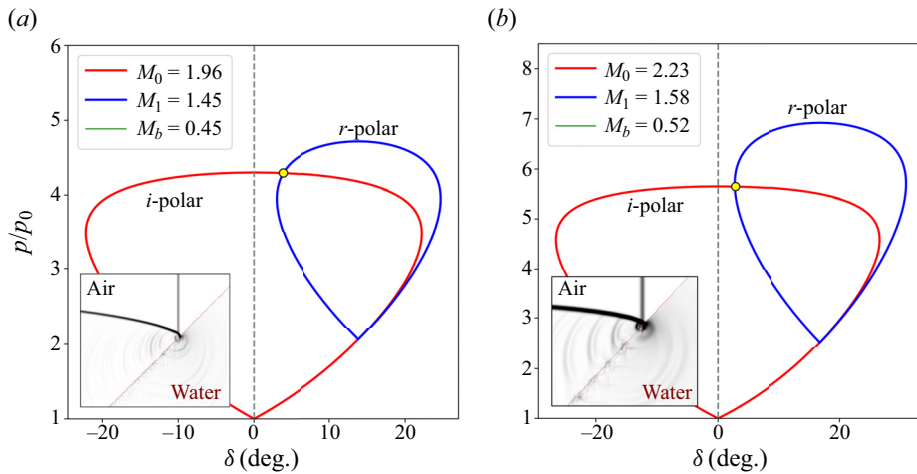 (a)
6
5
4
3
2
1
p/p₀
M₀ = 1.96
M₁ = 1.45
M_b = 0.45
r-polar
i-polar
Air
Water
−20
−10
0
10
20
δ (deg.)
(b)
8
7
6
5
4
3
2
1
M₀ = 2.23
M₁ = 1.58
M_b = 0.52
r-polar
i-polar
Air
Water
−20
0
20
δ (deg.)